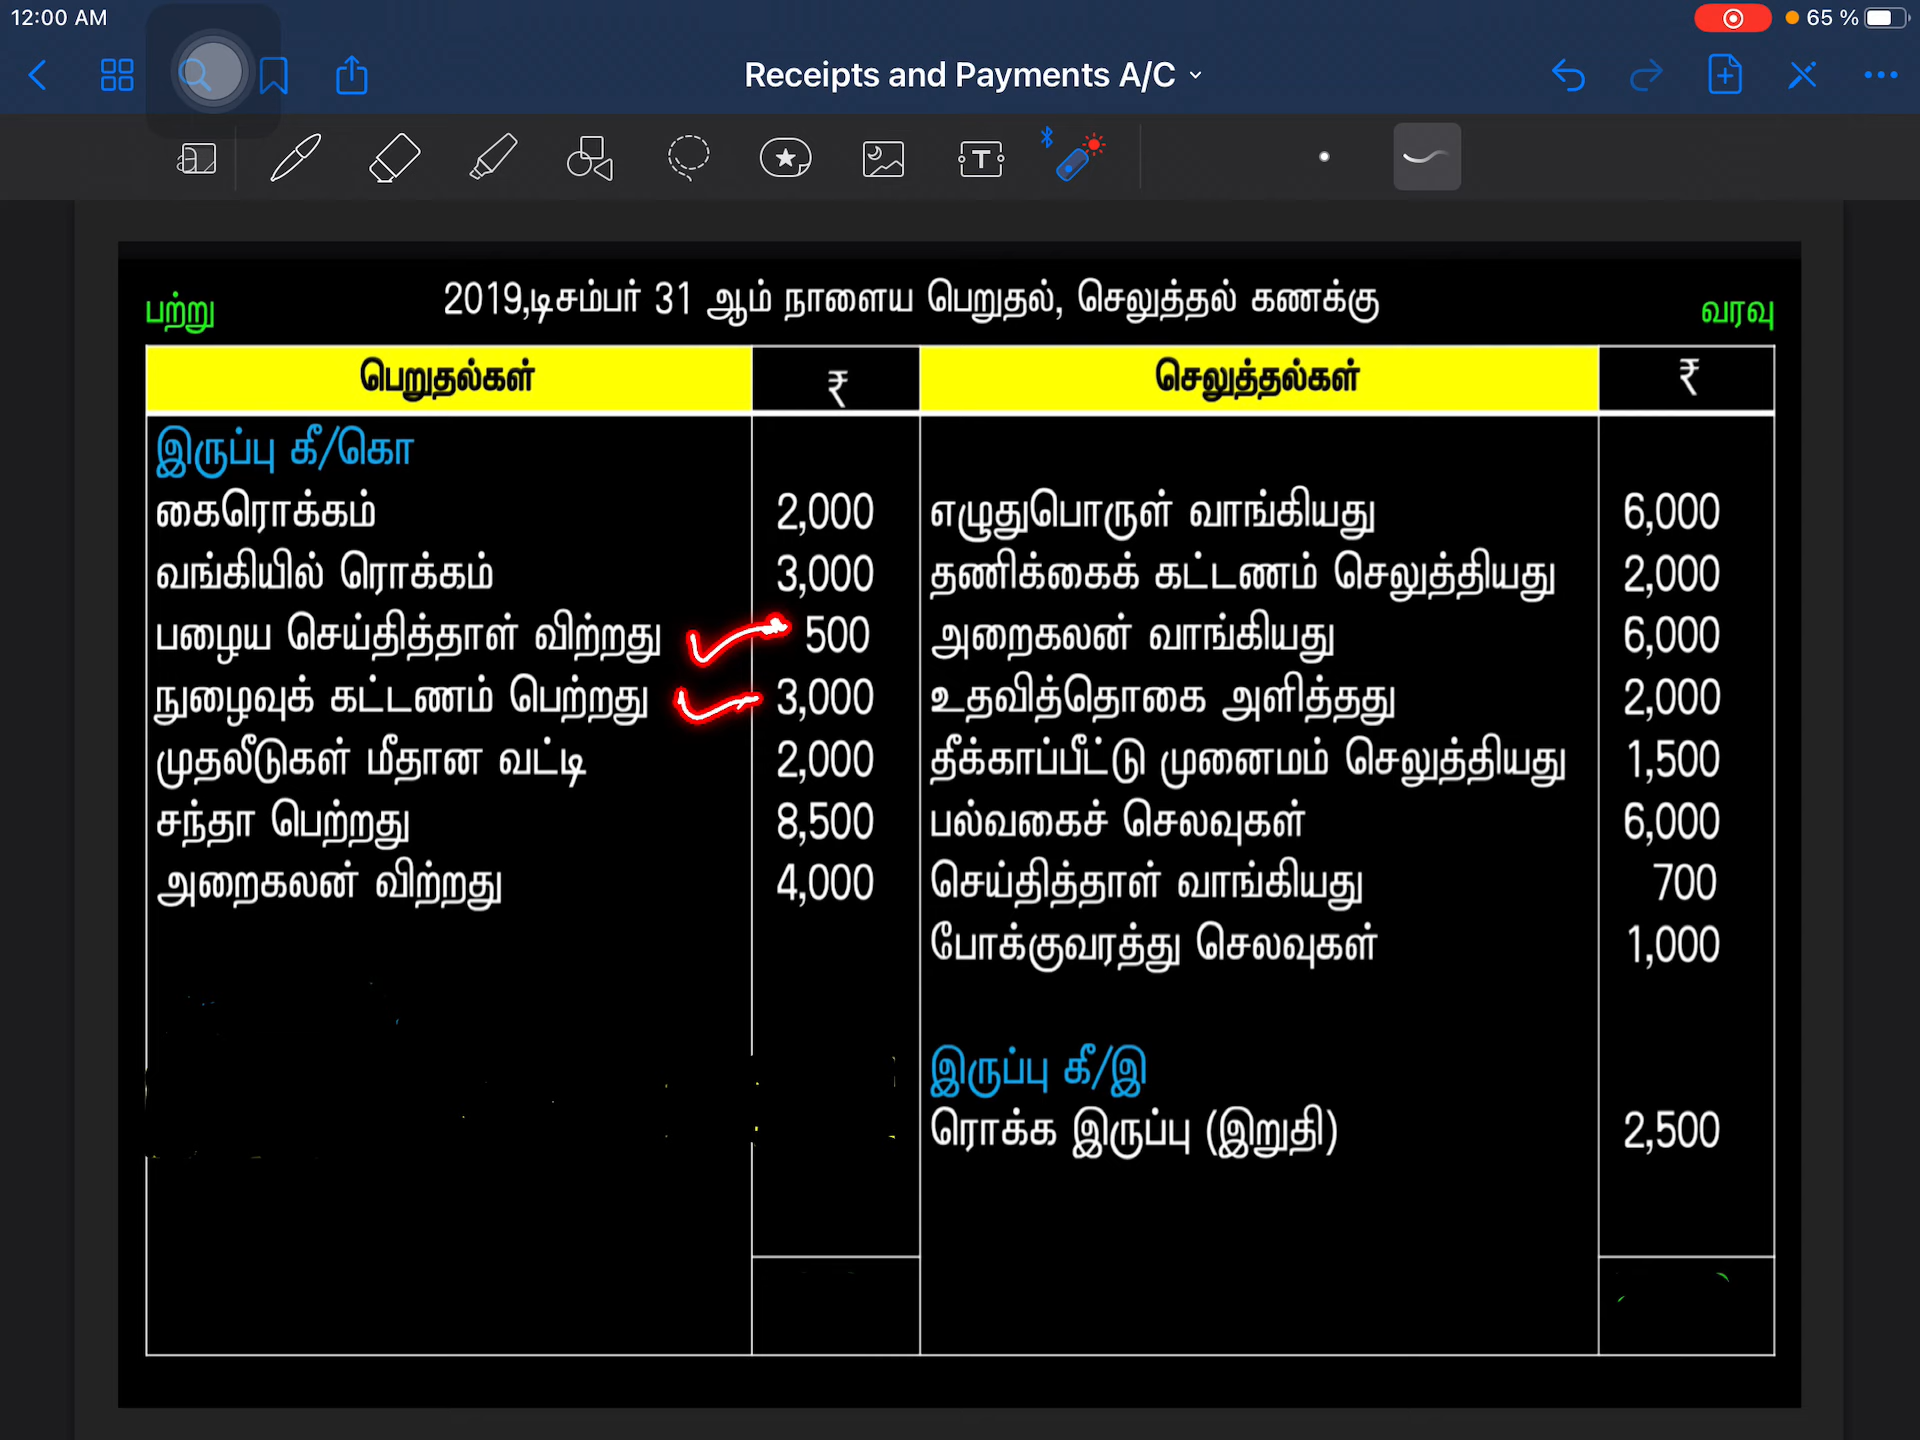 12:00 AM
65 %
Receipts and Payments A/C
பற்று
2019,டிசம்பர் 31 ஆம் நாளைய பெறுதல், செலுத்தல் கணக்கு
வரவு
பெறுதல்கள் ₹ செலுத்தல்கள் ₹
இருப்பு கீ/கொ
கைரொக்கம் 2,000 எழுதுபொருள் வாங்கியது 6,000
வங்கியில் ரொக்கம் 3,000 தணிக்கைக் கட்டணம் செலுத்தியது 2,000
பழைய செய்தித்தாள் விற்றது 500 அறைகலன் வாங்கியது 6,000
நுழைவுக் கட்டணம் பெற்றது 3,000 உதவித்தொகை அளித்தது 2,000
முதலீடுகள் மீதான வட்டி 2,000 தீக்காப்பீட்டு முனைமம் செலுத்தியது 1,500
சந்தா பெற்றது 8,500 பல்வகைச் செலவுகள் 6,000
அறைகலன் விற்றது 4,000 செய்தித்தாள் வாங்கியது 700
போக்குவரத்து செலவுகள் 1,000
இருப்பு கீ/இ
ரொக்க இருப்பு (இறுதி) 2,500